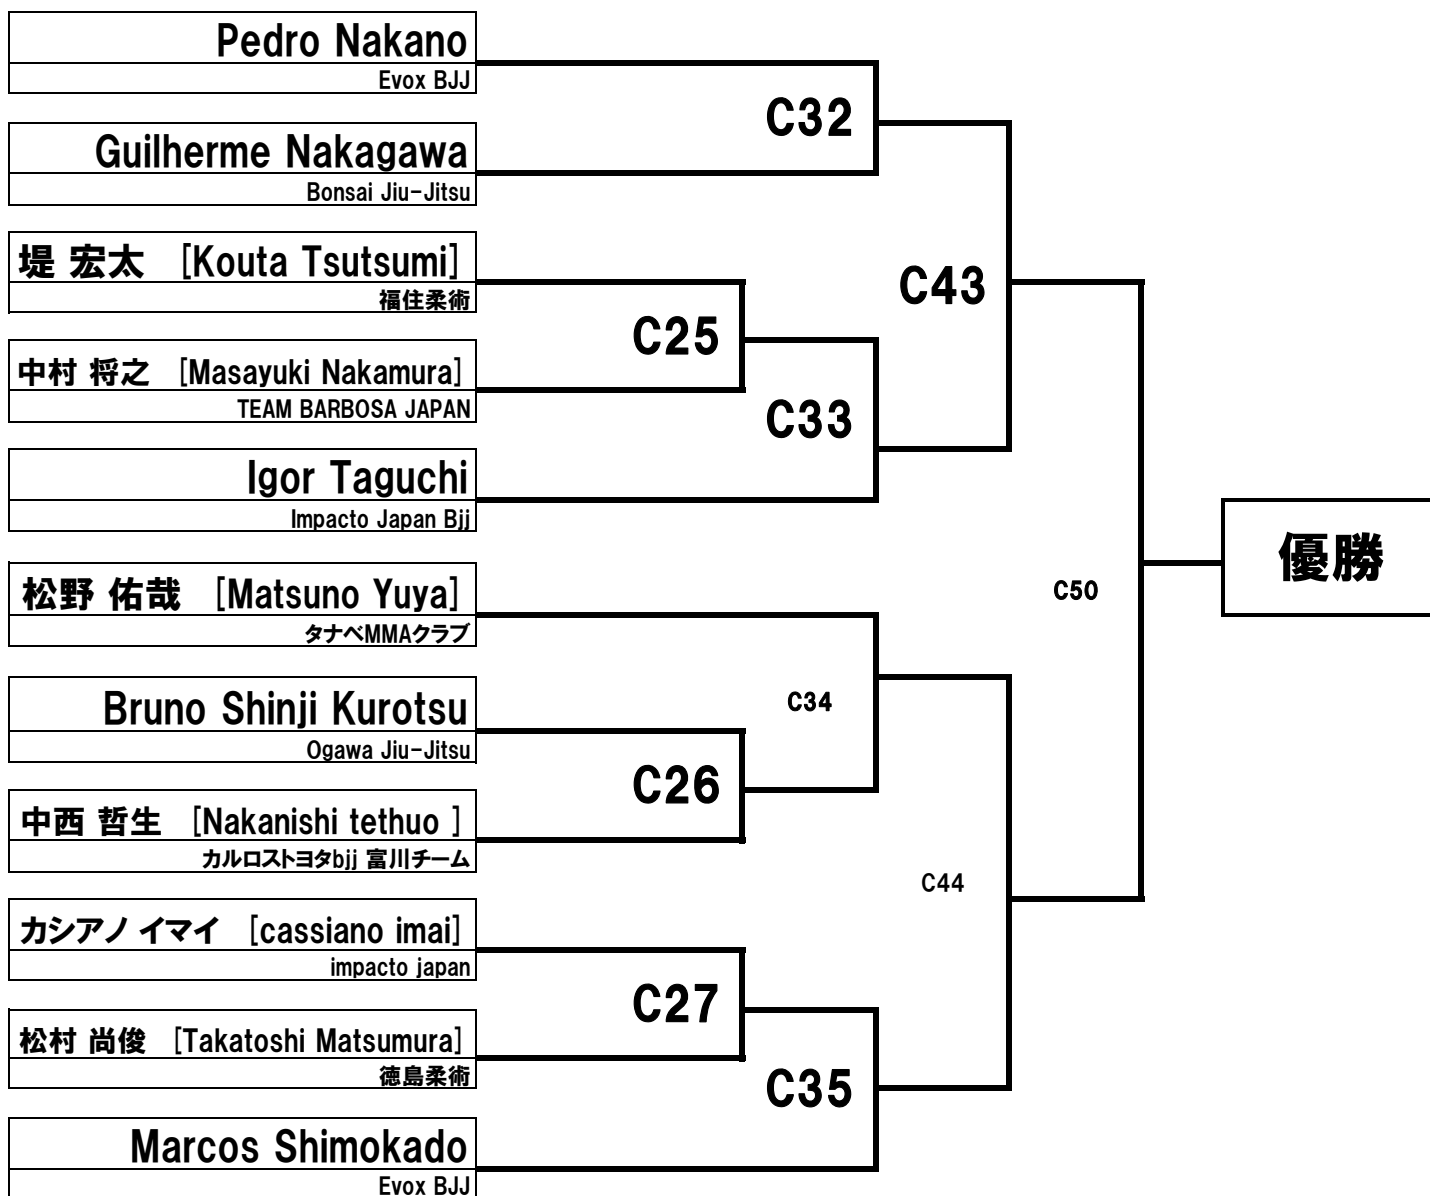 Pedro Nakano
Evox BJJ
C32
Guilherme Nakagawa
Bonsai Jiu-Jitsu
堤 宏太 [Kouta Tsutsumi]
福住柔術
C43
C25
中村 将之 [Masayuki Nakamura]
TEAM BARBOSA JAPAN
C33
Igor Taguchi
Impacto Japan Bjj
優勝
松野 佑哉 [Matsuno Yuya]
タナベMMAクラブ
C50
Bruno Shinji Kurotsu
Ogawa Jiu-Jitsu
C34
C26
中西 哲生 [Nakanishi tethuo ]
カルロストヨタbjj 富川チーム
C44
カシアノ イマイ [cassiano imai]
impacto japan
C27
松村 尚俊 [Takatoshi Matsumura]
徳島柔術
C35
Marcos Shimokado
Evox BJJ